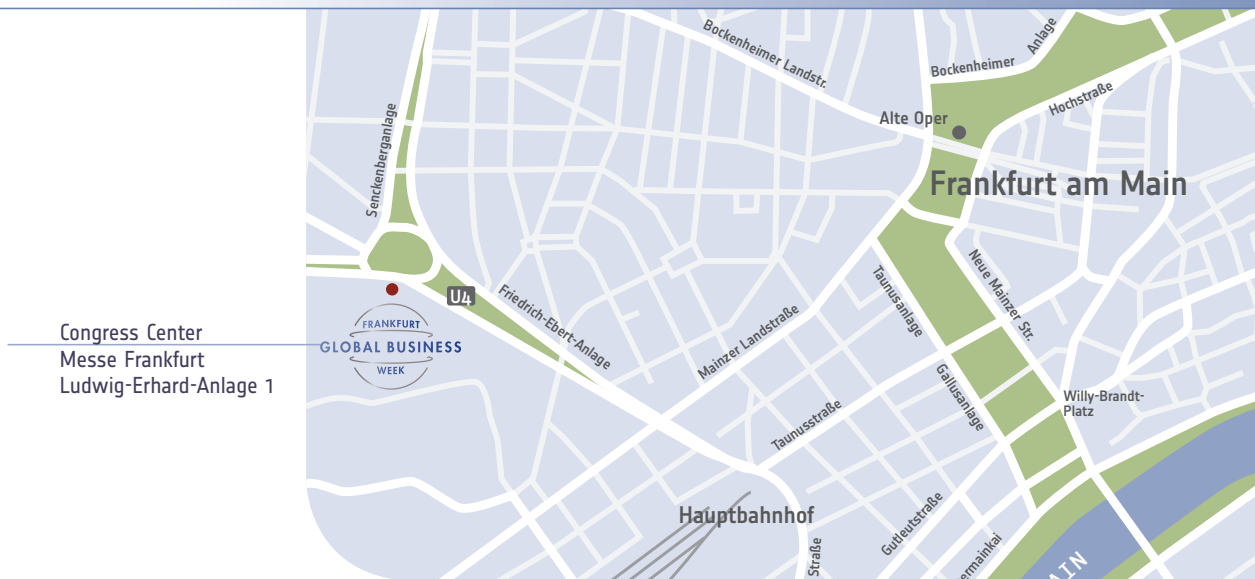 Bockenheimer Landstr.
Bockenheimer
Anlage
Hochstraße
Alte Oper
Senckenberganlage
Frankfurt am Main
U4
Friedrich-Ebert-Anlage
Taunusanlage
Neue Mainzer Str.
FRANKFURT
GLOBAL BUSINESS
WEEK
Congress Center
Messe Frankfurt
Ludwig-Erhard-Anlage 1
Mainzer Landstraße
Gallusanlage
Willy-Brandt-
Platz
Taunusstraße
Hauptbahnhof
Gutleutstraße
Straße